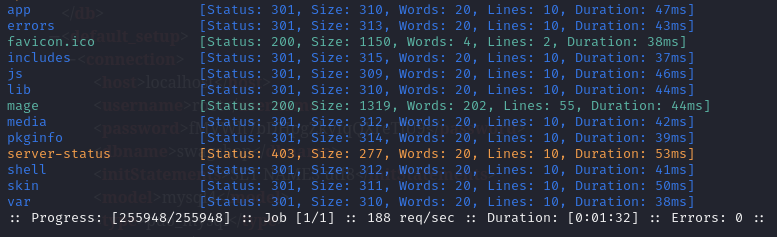 app [Status: 301, Size: 310, Words: 20, Lines: 10, Duration: 47ms]
errors [Status: 301, Size: 313, Words: 20, Lines: 10, Duration: 43ms]
favicon.ico [Status: 200, Size: 1150, Words: 4, Lines: 2, Duration: 38ms]
includes [Status: 301, Size: 315, Words: 20, Lines: 10, Duration: 37ms]
js [Status: 301, Size: 309, Words: 20, Lines: 10, Duration: 46ms]
lib [Status: 301, Size: 310, Words: 20, Lines: 10, Duration: 44ms]
mage [Status: 200, Size: 1319, Words: 202, Lines: 55, Duration: 44ms]
media [Status: 301, Size: 312, Words: 20, Lines: 10, Duration: 42ms]
pkginfo [Status: 301, Size: 314, Words: 20, Lines: 10, Duration: 39ms]
server-status [Status: 403, Size: 277, Words: 20, Lines: 10, Duration: 53ms]
shell [Status: 301, Size: 312, Words: 20, Lines: 10, Duration: 41ms]
skin [Status: 301, Size: 311, Words: 20, Lines: 10, Duration: 50ms]
var [Status: 301, Size: 310, Words: 20, Lines: 10, Duration: 38ms]
:: Progress: [255948/255948] :: Job [1/1] :: 188 req/sec :: Duration: [0:01:32] :: Errors: 0 ::